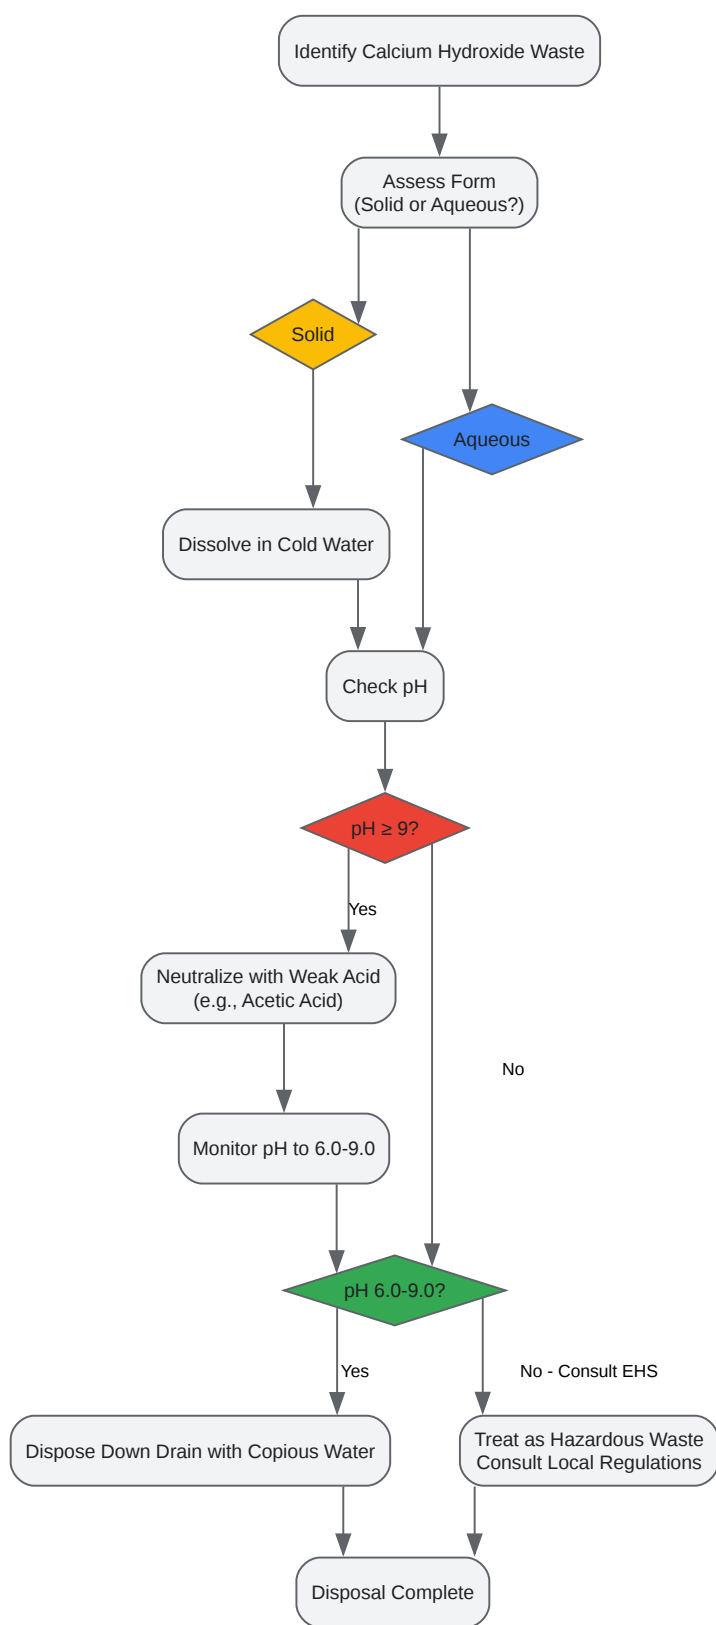 Identify Calcium Hydroxide Waste
Assess Form
(Solid or Aqueous?)
Solid
Aqueous
Dissolve in Cold Water
Check pH
pH ≥ 9?
Yes
Neutralize with Weak Acid
(e.g., Acetic Acid)
No
Monitor pH to 6.0-9.0
pH 6.0-9.0?
Yes
No - Consult EHS
Dispose Down Drain with Copious Water
Treat as Hazardous Waste
Consult Local Regulations
Disposal Complete